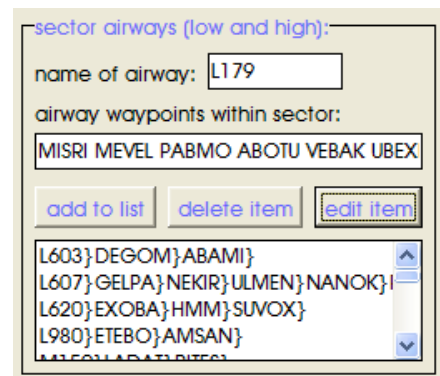 sector airways (low and high):
name of airway: L179
airway waypoints within sector:
MISRI MEVEL PABMO ABOTU VEBAK UBEX
add to list delete item edit item
L603}DEGOM}ABAMI}
L607}GELPA}NEKIR}ULMEN}NANOK}
L620}EXOBA}HMM}SUVOX}
L980}ETEBO}AMSAN}